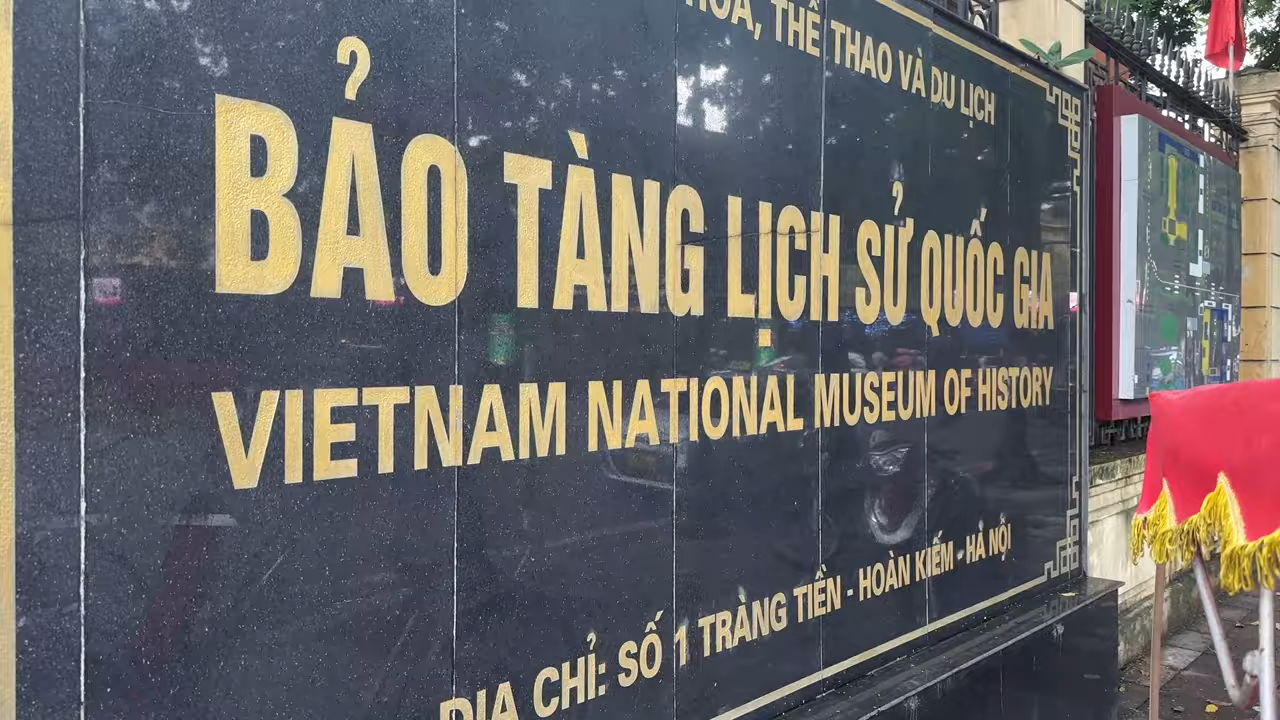 HÓA, THỂ THAO VÀ DU LỊCH
BẢO TÀNG LỊCH SỬ QUỐC GIA
VIETNAM NATIONAL MUSEUM OF HISTORY
ĐỊA CHỈ: SỐ 1 TRÀNG TIỀN - HOÀN KIẾM - HÀ NỘI